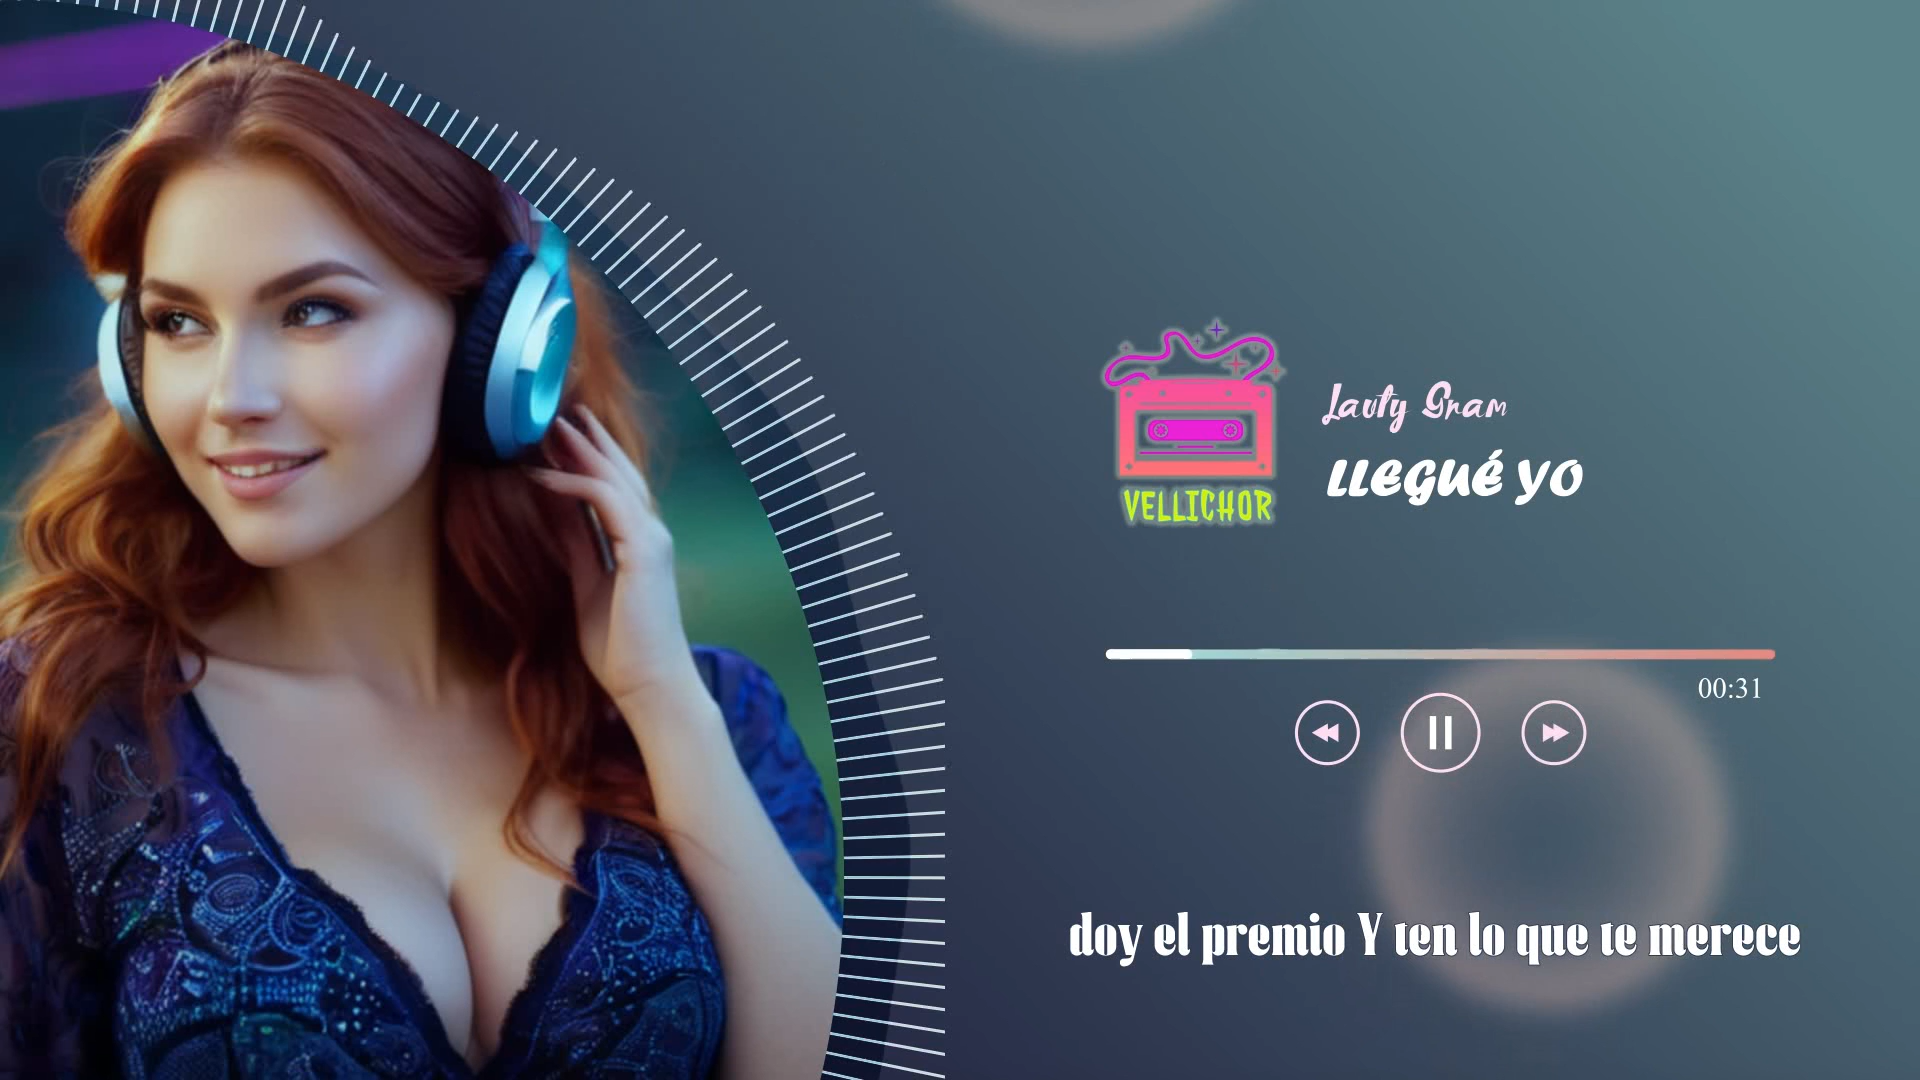 Lauty Gram
LLEGUÉ YO
VELLICHOR
00:31
doy el premio Y ten lo que te merece